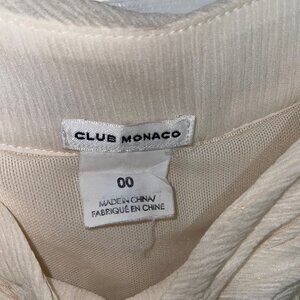 CLUB MONACO
00
MADE IN CHINA/
FABRIQUÉ EN CHINE